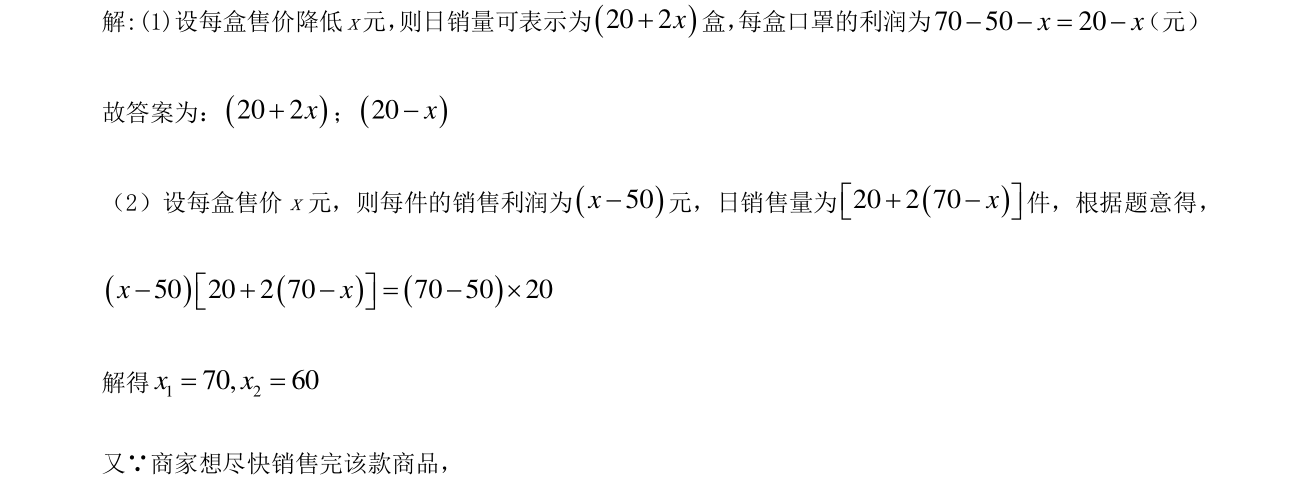 解:(1)设每盒售价降低 x元,则日销量可表示为(20+2x)盒,每盒口罩的利润为70−50−x=20−x(元)
故答案为：(20+2x)；(20−x)
（2）设每盒售价 x 元，则每件的销售利润为(x−50)元，日销售量为[20+2(70−x)]件，根据题意得，
(x−50)[20+2(70−x)]=(70−50)×20
解得x₁=70,x₂=60
又∵商家想尽快销售完该款商品，